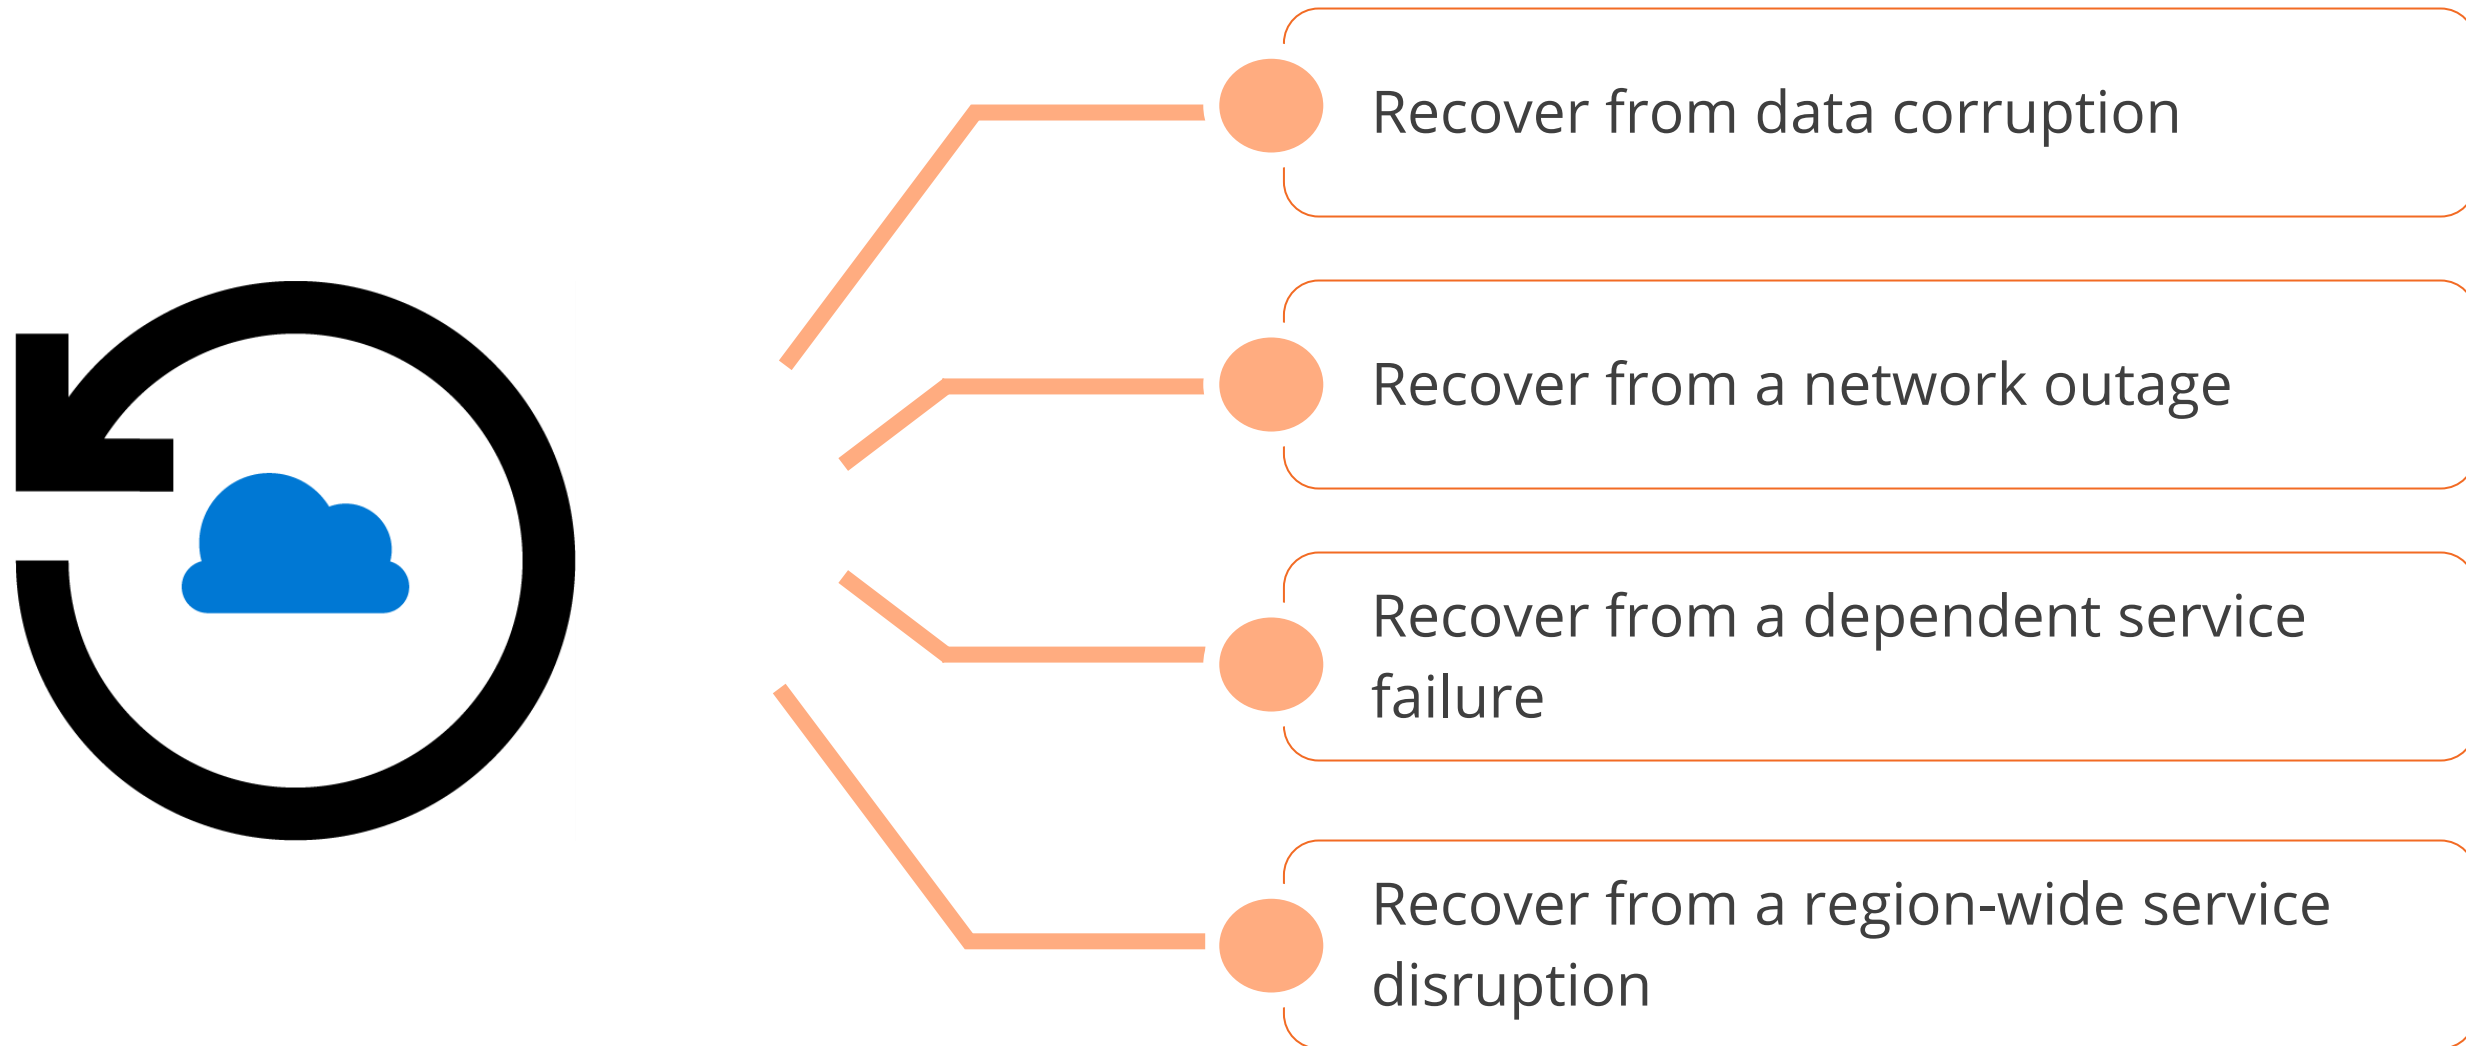 Recover from data corruption
Recover from a network outage
Recover from a dependent service
failure
Recover from a region-wide service
disruption